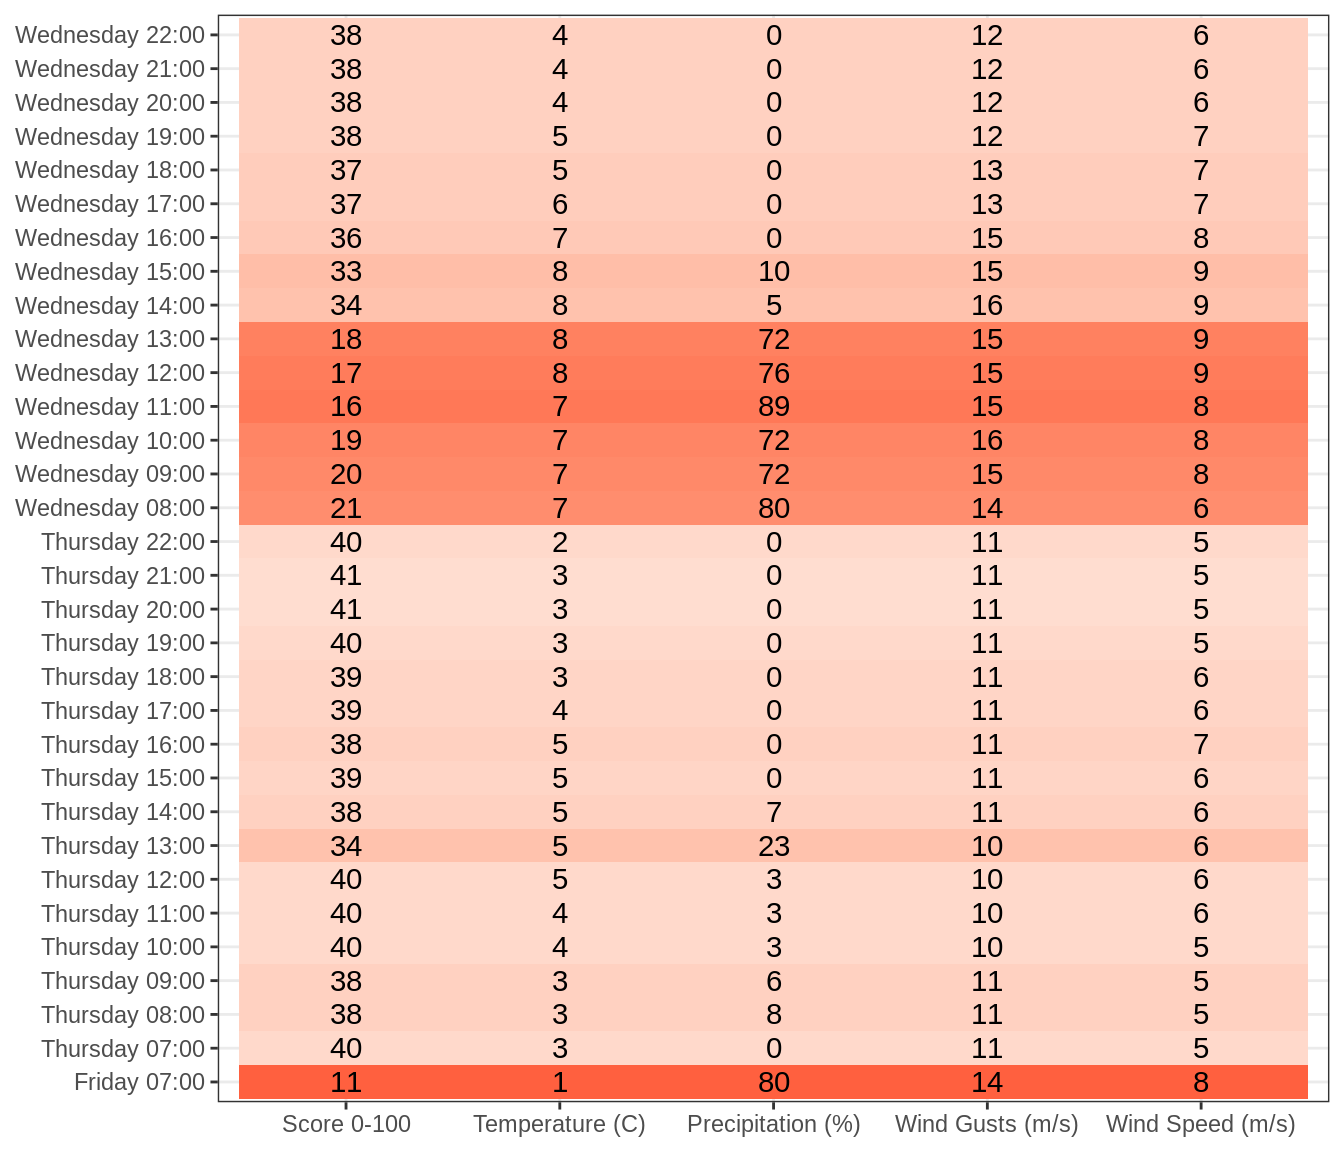 Wednesday 22:00 38 4 0 12 6
Wednesday 21:00 38 4 0 12 6
Wednesday 20:00 38 4 0 12 6
Wednesday 19:00 38 5 0 12 7
Wednesday 18:00 37 5 0 13 7
Wednesday 17:00 37 6 0 13 7
Wednesday 16:00 36 7 0 15 8
Wednesday 15:00 33 8 10 15 9
Wednesday 14:00 34 8 5 16 9
Wednesday 13:00 18 8 72 15 9
Wednesday 12:00 17 8 76 15 9
Wednesday 11:00 16 7 89 15 8
Wednesday 10:00 19 7 72 16 8
Wednesday 09:00 20 7 72 15 8
Wednesday 08:00 21 7 80 14 6
Thursday 22:00 40 2 0 11 5
Thursday 21:00 41 3 0 11 5
Thursday 20:00 41 3 0 11 5
Thursday 19:00 40 3 0 11 5
Thursday 18:00 39 3 0 11 6
Thursday 17:00 39 4 0 11 6
Thursday 16:00 38 5 0 11 7
Thursday 15:00 39 5 0 11 6
Thursday 14:00 38 5 7 11 6
Thursday 13:00 34 5 23 10 6
Thursday 12:00 40 5 3 10 6
Thursday 11:00 40 4 3 10 6
Thursday 10:00 40 4 3 10 5
Thursday 09:00 38 3 6 11 5
Thursday 08:00 38 3 8 11 5
Thursday 07:00 40 3 0 11 5
Friday 07:00 11 1 80 14 8
Score 0-100 Temperature (C) Precipitation (%) Wind Gusts (m/s) Wind Speed (m/s)